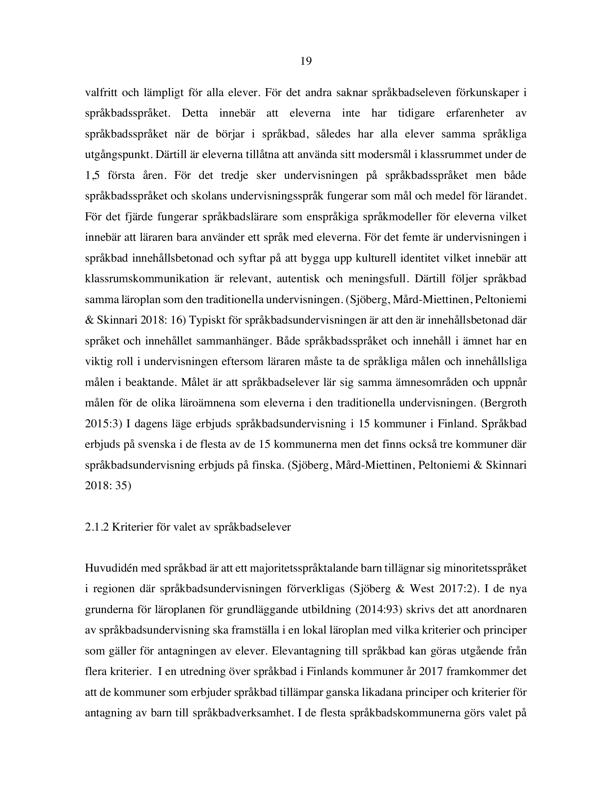 19
valfritt och lämpligt för alla elever. För det andra saknar språkbadseleven förkunskaper i
språkbadsspråket. Detta innebär att eleverna inte har tidigare erfarenheter av
språkbadsspråket när de börjar i språkbad, således har alla elever samma språkliga
utgångspunkt. Därtill är eleverna tillåtna att använda sitt modersmål i klassrummet under de
1,5 första åren. För det tredje sker undervisningen på språkbadsspråket men både
språkbadsspråket och skolans undervisningsspråk fungerar som mål och medel för lärandet.
För det fjärde fungerar språkbadslärare som enspråkiga språkmodeller för eleverna vilket
innebär att läraren bara använder ett språk med eleverna. För det femte är undervisningen i
språkbad innehållsbetonad och syftar på att bygga upp kulturell identitet vilket innebär att
klassrumskommunikation är relevant, autentisk och meningsfull. Därtill följer språkbad
samma läroplan som den traditionella undervisningen. (Sjöberg, Mård-Miettinen, Peltoniemi
& Skinnari 2018: 16) Typiskt för språkbadsundervisningen är att den är innehållsbetonad där
språket och innehållet sammanhänger. Både språkbadsspråket och innehåll i ämnet har en
viktig roll i undervisningen eftersom läraren måste ta de språkliga målen och innehållsliga
målen i beaktande. Målet är att språkbadselever lär sig samma ämnesområden och uppnår
målen för de olika läroämnena som eleverna i den traditionella undervisningen. (Bergroth
2015:3) I dagens läge erbjuds språkbadsundervisning i 15 kommuner i Finland. Språkbad
erbjuds på svenska i de flesta av de 15 kommunerna men det finns också tre kommuner där
språkbadsundervisning erbjuds på finska. (Sjöberg, Mård-Miettinen, Peltoniemi & Skinnari
2018: 35)
2.1.2 Kriterier för valet av språkbadselever
Huvudidén med språkbad är att ett majoritetsspråktalande barn tillägnar sig minoritetsspråket
i regionen där språkbadsundervisningen förverkligas (Sjöberg & West 2017:2). I de nya
grunderna för läroplanen för grundläggande utbildning (2014:93) skrivs det att anordnaren
av språkbadsundervisning ska framställa i en lokal läroplan med vilka kriterier och principer
som gäller för antagningen av elever. Elevantagning till språkbad kan göras utgående från
flera kriterier. I en utredning över språkbad i Finlands kommuner år 2017 framkommer det
att de kommuner som erbjuder språkbad tillämpar ganska likadana principer och kriterier för
antagning av barn till språkbadverksamhet. I de flesta språkbadskommunerna görs valet på